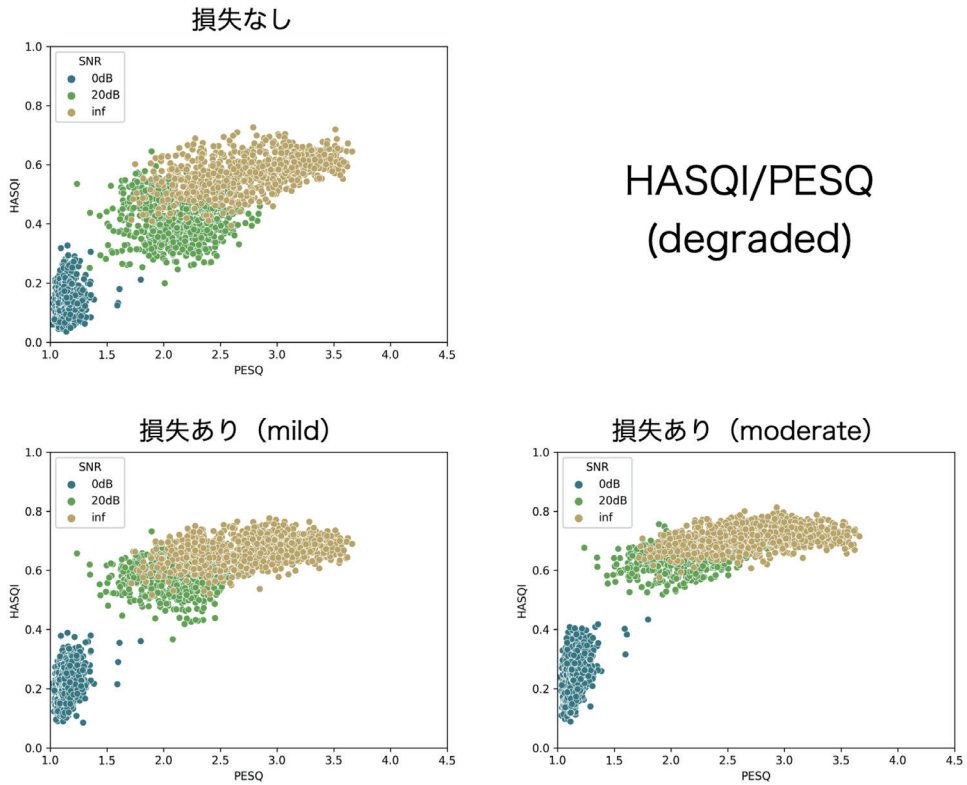 損失なし
1.0
0.8
0.6
0.4
0.2
0.0
HASQI
SNR
0dB
20dB
inf
1.0 1.5 2.0 2.5 3.0 3.5 4.0 4.5
PESQ
HASQI/PESQ
(degraded)
損失あり（mild）
1.0
0.8
0.6
0.4
0.2
0.0
HASQI
SNR
0dB
20dB
inf
1.0 1.5 2.0 2.5 3.0 3.5 4.0 4.5
PESQ
損失あり（moderate）
1.0
0.8
0.6
0.4
0.2
0.0
HASQI
SNR
0dB
20dB
inf
1.0 1.5 2.0 2.5 3.0 3.5 4.0 4.5
PESQ